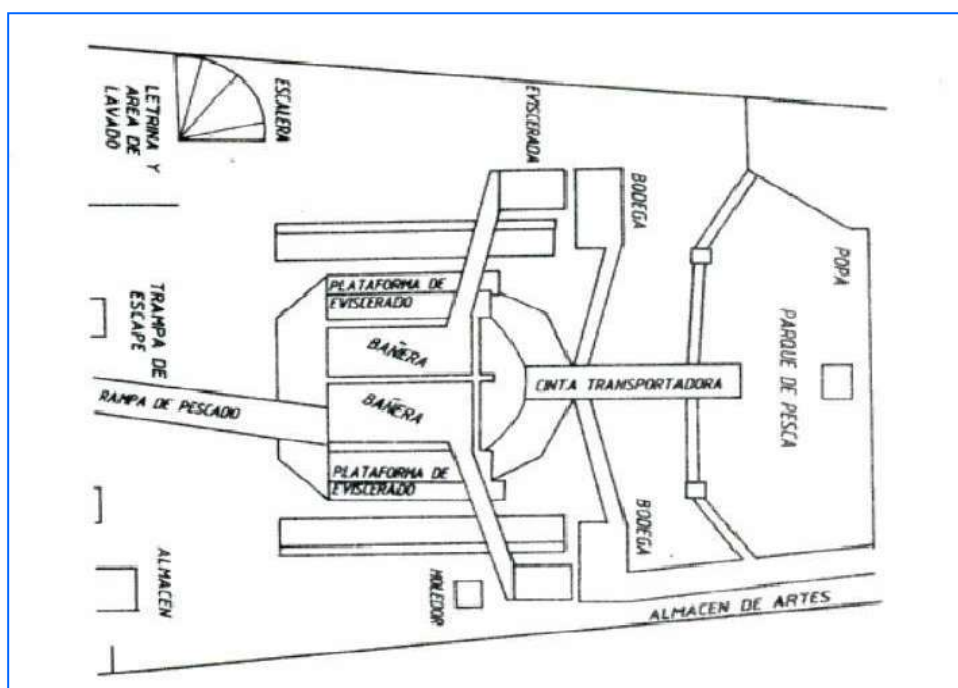 LETRINA Y
AREA DE
LAVADO
ESCALERA
EVISCERADA
BODEGA
POPA
PARQUE DE PESCA
PLATAFORMA DE
EVISCERADO
BAÑERA
TRAMPA DE
ESCAPE
CINTA TRANSPORTADORA
RAMPA DE PESCADO
BAÑERA
PLATAFORMA DE
EVISCERADO
BODEGA
ALMACEN
MOLEDOR
ALMACEN DE ARTES